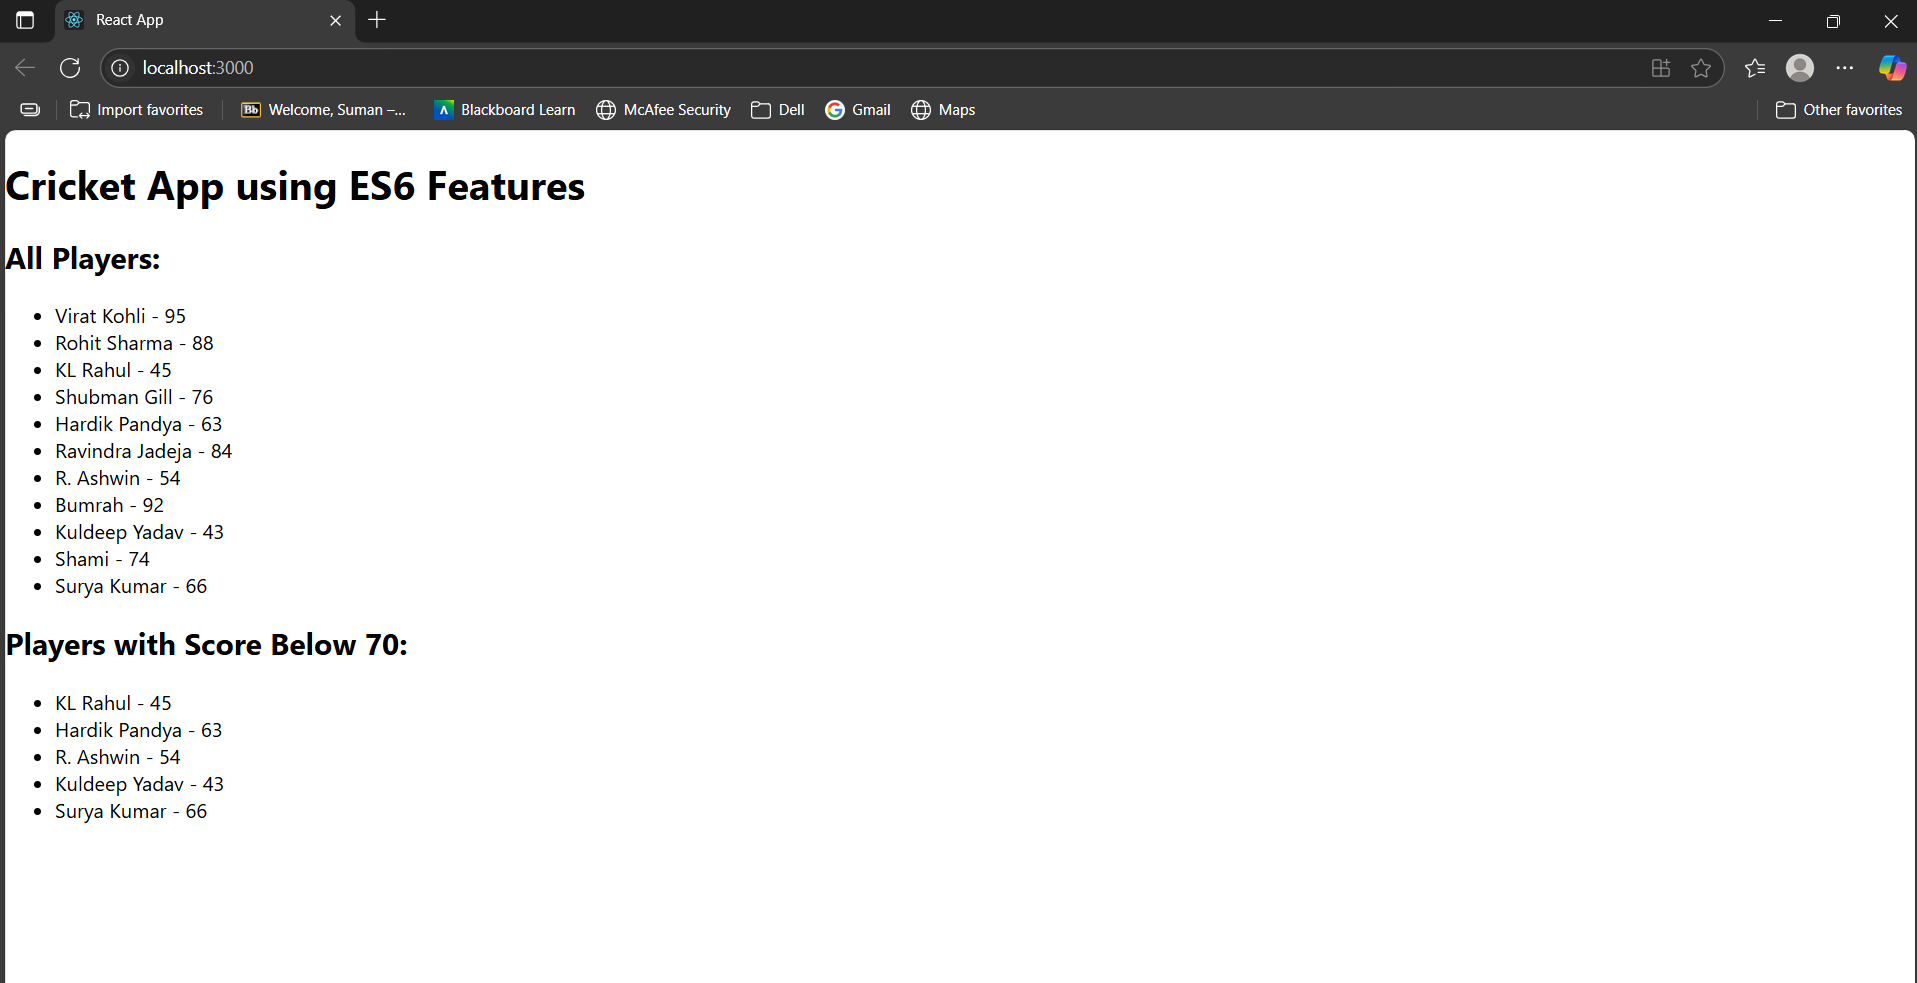 React App
localhost:3000
Import favorites
Bb Welcome, Suman –...
Blackboard Learn
McAfee Security
Dell
Gmail
Maps
Other favorites
Cricket App using ES6 Features
All Players:
• Virat Kohli - 95
• Rohit Sharma - 88
• KL Rahul - 45
• Shubman Gill - 76
• Hardik Pandya - 63
• Ravindra Jadeja - 84
• R. Ashwin - 54
• Bumrah - 92
• Kuldeep Yadav - 43
• Shami - 74
• Surya Kumar - 66
Players with Score Below 70:
• KL Rahul - 45
• Hardik Pandya - 63
• R. Ashwin - 54
• Kuldeep Yadav - 43
• Surya Kumar - 66